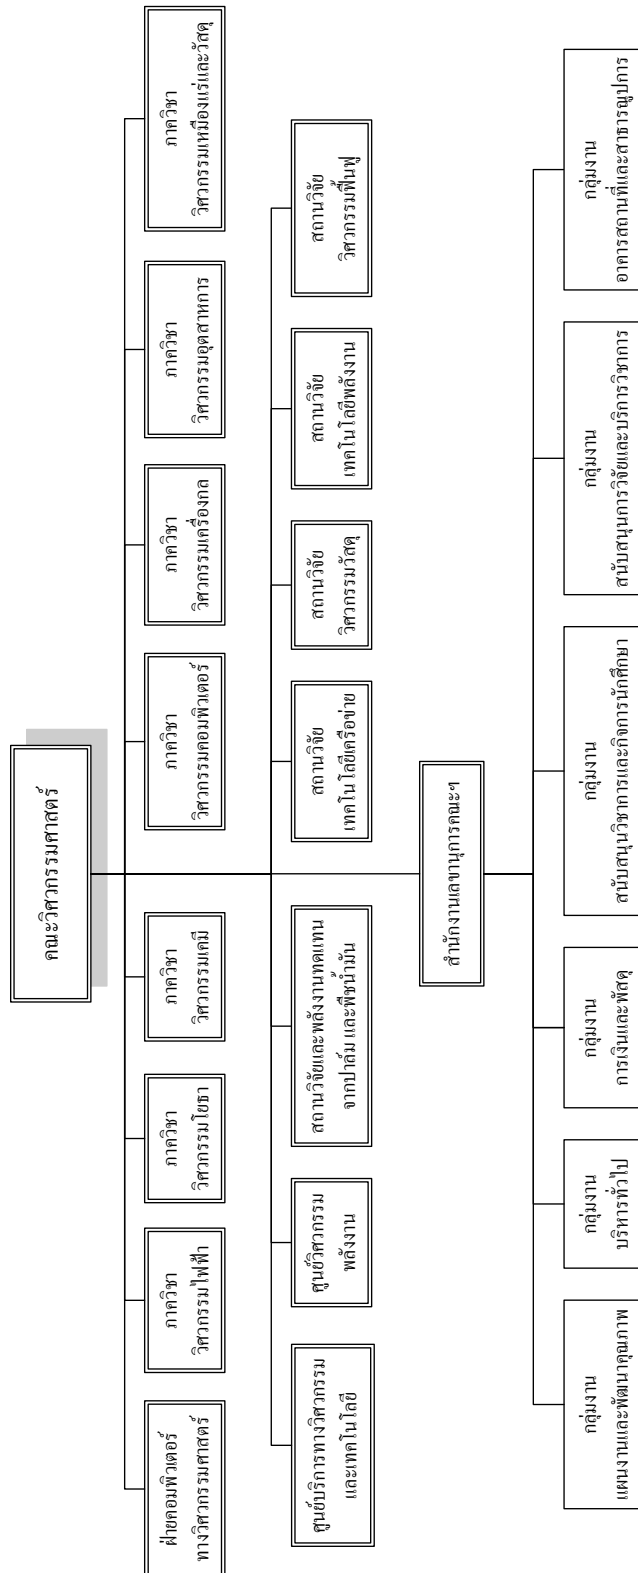 คณะวิศวกรรมศาสตร์
ฝ่ายคอมพิวเตอร์
ทางวิศวกรรมศาสตร์
ภาควิชา
วิศวกรรมไฟฟ้า
ภาควิชา
วิศวกรรมโยธา
ภาควิชา
วิศวกรรมเคมี
ภาควิชา
วิศวกรรมคอมพิวเตอร์
ภาควิชา
วิศวกรรมเครื่องกล
ภาควิชา
วิศวกรรมอุตสาหการ
ภาควิชา
วิศวกรรมเหมืองแร่และวัสดุ
ศูนย์บริการทางวิศวกรรม
และเทคโนโลยี
ศูนย์วิศวกรรม
พลังงาน
สถานวิจัยและพลังงานทดแทน
จากปาล์ม และพืชน้ำมัน
สถานวิจัย
เทคโนโลยีเครือข่าย
สถานวิจัย
วิศวกรรมวัสดุ
สถานวิจัย
เทคโนโลยีพลังงาน
สถานวิจัย
วิศวกรรมฟื้นฟู
สำนักงานเลขานุการคณะฯ
กลุ่มงาน
แผนงานและพัฒนาคุณภาพ
กลุ่มงาน
บริหารทั่วไป
กลุ่มงาน
การเงินและพัสดุ
กลุ่มงาน
สนับสนุนวิชาการและกิจการนักศึกษา
กลุ่มงาน
สนับสนุนการวิจัยและบริการวิชาการ
กลุ่มงาน
อาคารสถานที่และสาธารณูปการ